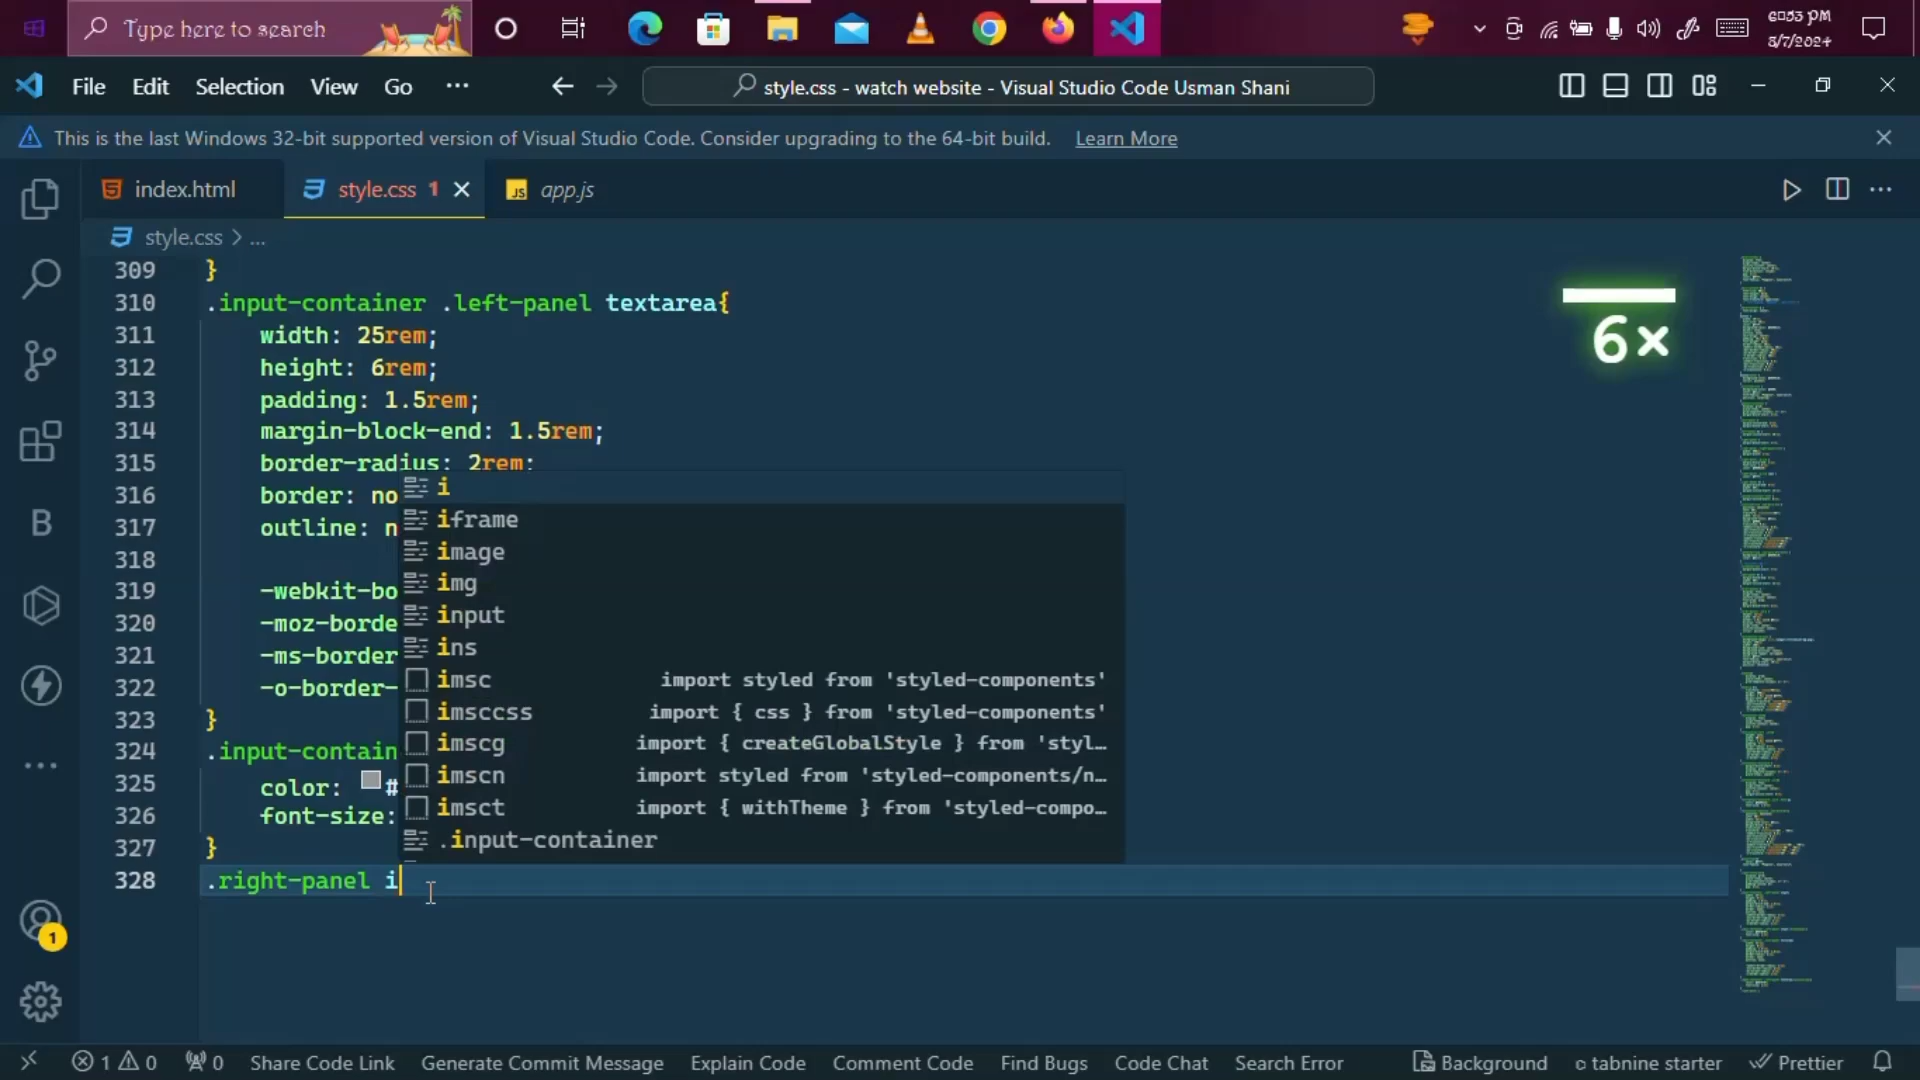 Type here to search
6:53 PM
3/7/2024
File Edit Selection View Go ...
style.css - watch website - Visual Studio Code Usman Shani
This is the last Windows 32-bit supported version of Visual Studio Code. Consider upgrading to the 64-bit build. Learn More
index.html style.css 1 JS app.js
style.css > ...
6×
309 }
310 .input-container .left-panel textarea{
311 width: 25rem;
312 height: 6rem;
313 padding: 1.5rem;
314 margin-block-end: 1.5rem;
315 border-radius: 2rem;
316 border: no
317 outline: n
318
319 -webkit-bo
320 -moz-borde
321 -ms-border
322 -o-border-
323 }
324 .input-contain
325 color: #
326 font-size:
327 }
328 .right-panel i
i
iframe
image
img
input
ins
imsc import styled from 'styled-components'
imsccss import { css } from 'styled-components'
imscg import { createGlobalStyle } from 'styl…
imscn import styled from 'styled-components/n…
imsct import { withTheme } from 'styled-compo…
.input-container
B
1
1 0 0 Share Code Link Generate Commit Message Explain Code Comment Code Find Bugs Code Chat Search Error Background tabnine starter Prettier